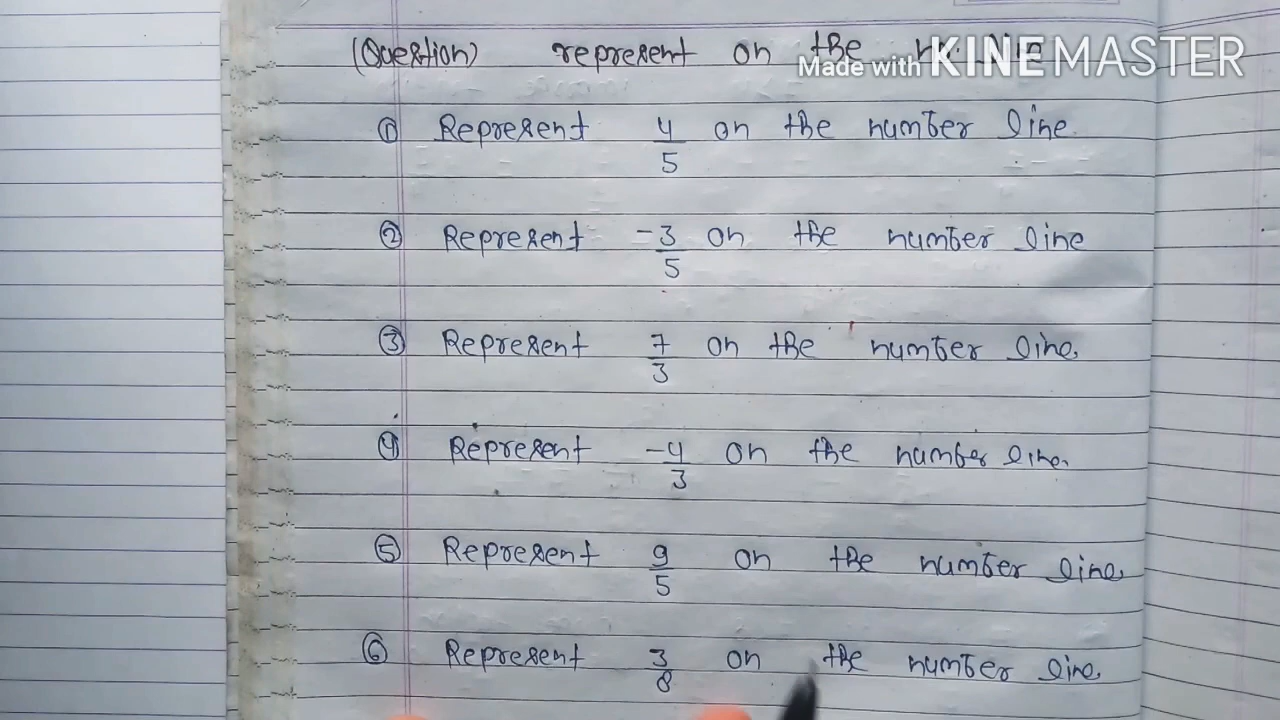 (Question) represent on the
Made with KINEMASTER
① Represent 4/5 on the number line.
② Represent -3/5 on the number line
③ Represent 7/3 on the number line.
④ Represent -4/3 on the number line.
⑤ Represent 9/5 on the number line.
⑥ Represent 3/8 on the number line.